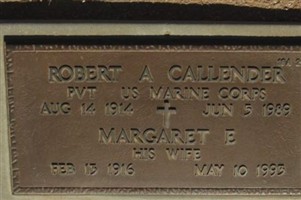 ROBERT A CALLENDER
PVT US MARINE CORPS
AUG 14 1914 JUN 5 1989
MARGARET E
HIS WIFE
FEB 13 1916 MAY 10 1993